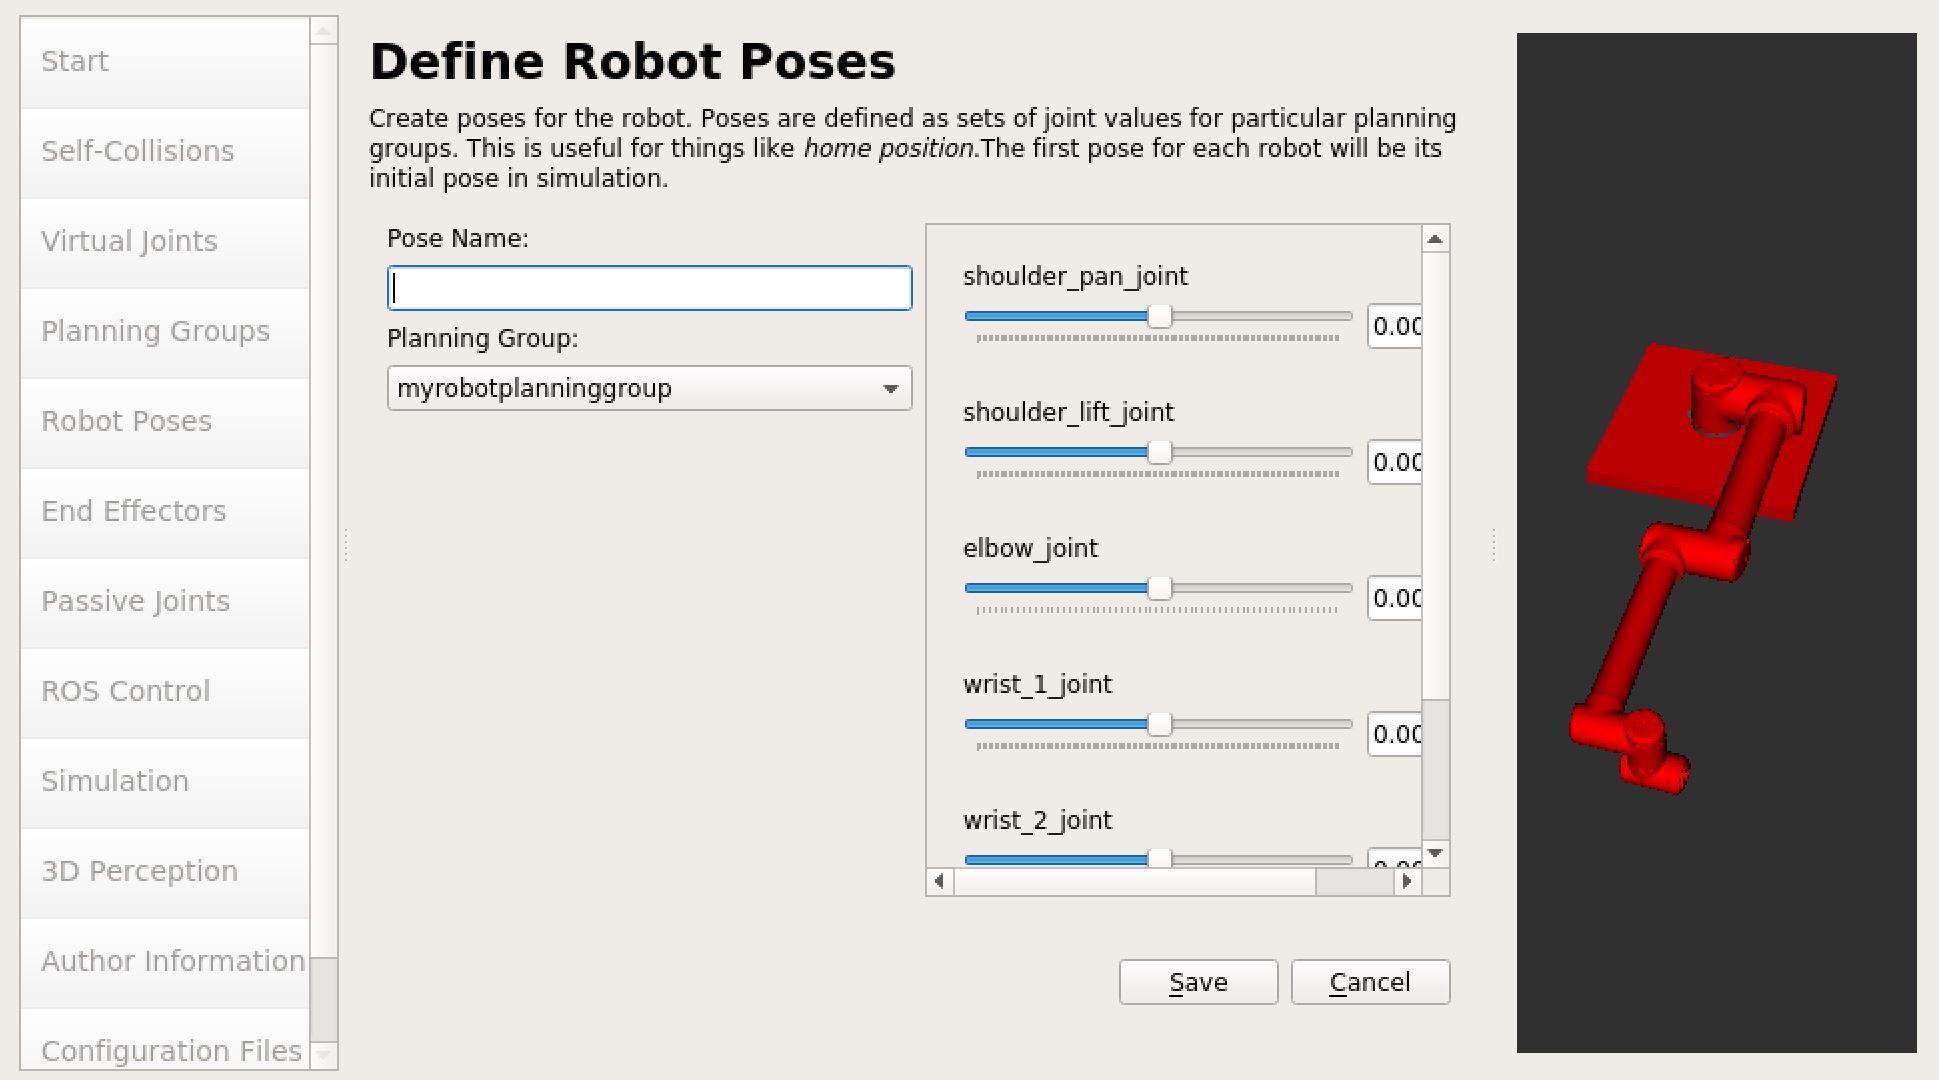 Start
Self-Collisions
Virtual Joints
Planning Groups
Robot Poses
End Effectors
Passive Joints
ROS Control
Simulation
3D Perception
Author Information
Configuration Files
Define Robot Poses
Create poses for the robot. Poses are defined as sets of joint values for particular planning
groups. This is useful for things like home position.The first pose for each robot will be its
initial pose in simulation.
Pose Name:
Planning Group:
myrobotplanninggroup
shoulder_pan_joint
0.00
shoulder_lift_joint
0.00
elbow_joint
0.00
wrist_1_joint
0.00
wrist_2_joint
0.00
Save
Cancel